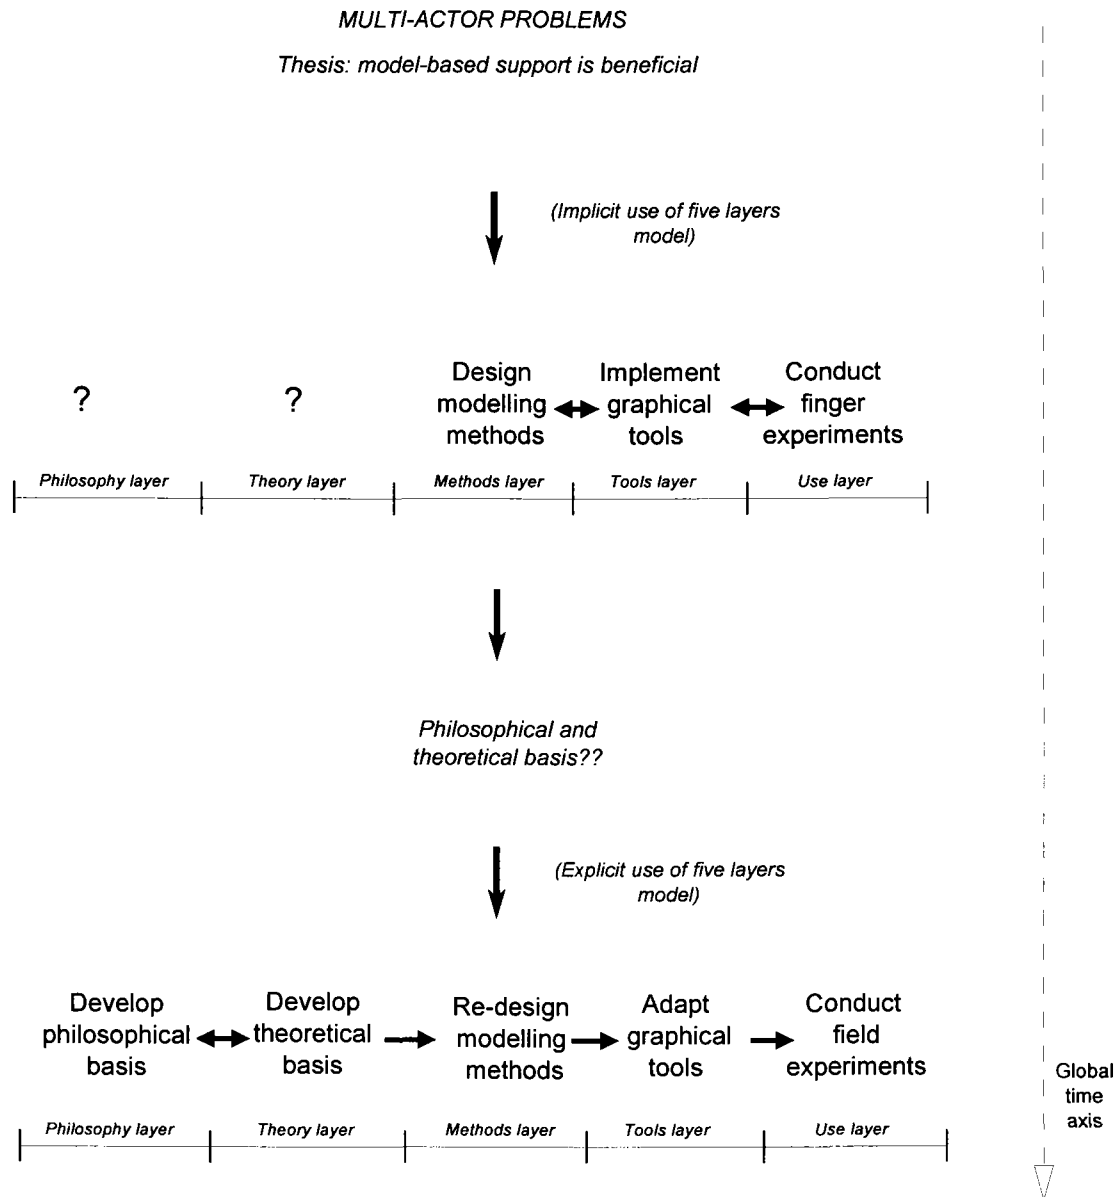 MULTI-ACTOR PROBLEMS
Thesis: model-based support is beneficial
(Implicit use of five layers
model)
?
?
Design
modelling
methods
Implement
graphical
tools
Conduct
finger
experiments
Philosophy layer
Theory layer
Methods layer
Tools layer
Use layer
Philosophical and
theoretical basis??
(Explicit use of five layers
model)
Develop
philosophical
basis
Develop
theoretical
basis
Re-design
modelling
methods
Adapt
graphical
tools
Conduct
field
experiments
Global
time
axis
Philosophy layer
Theory layer
Methods layer
Tools layer
Use layer